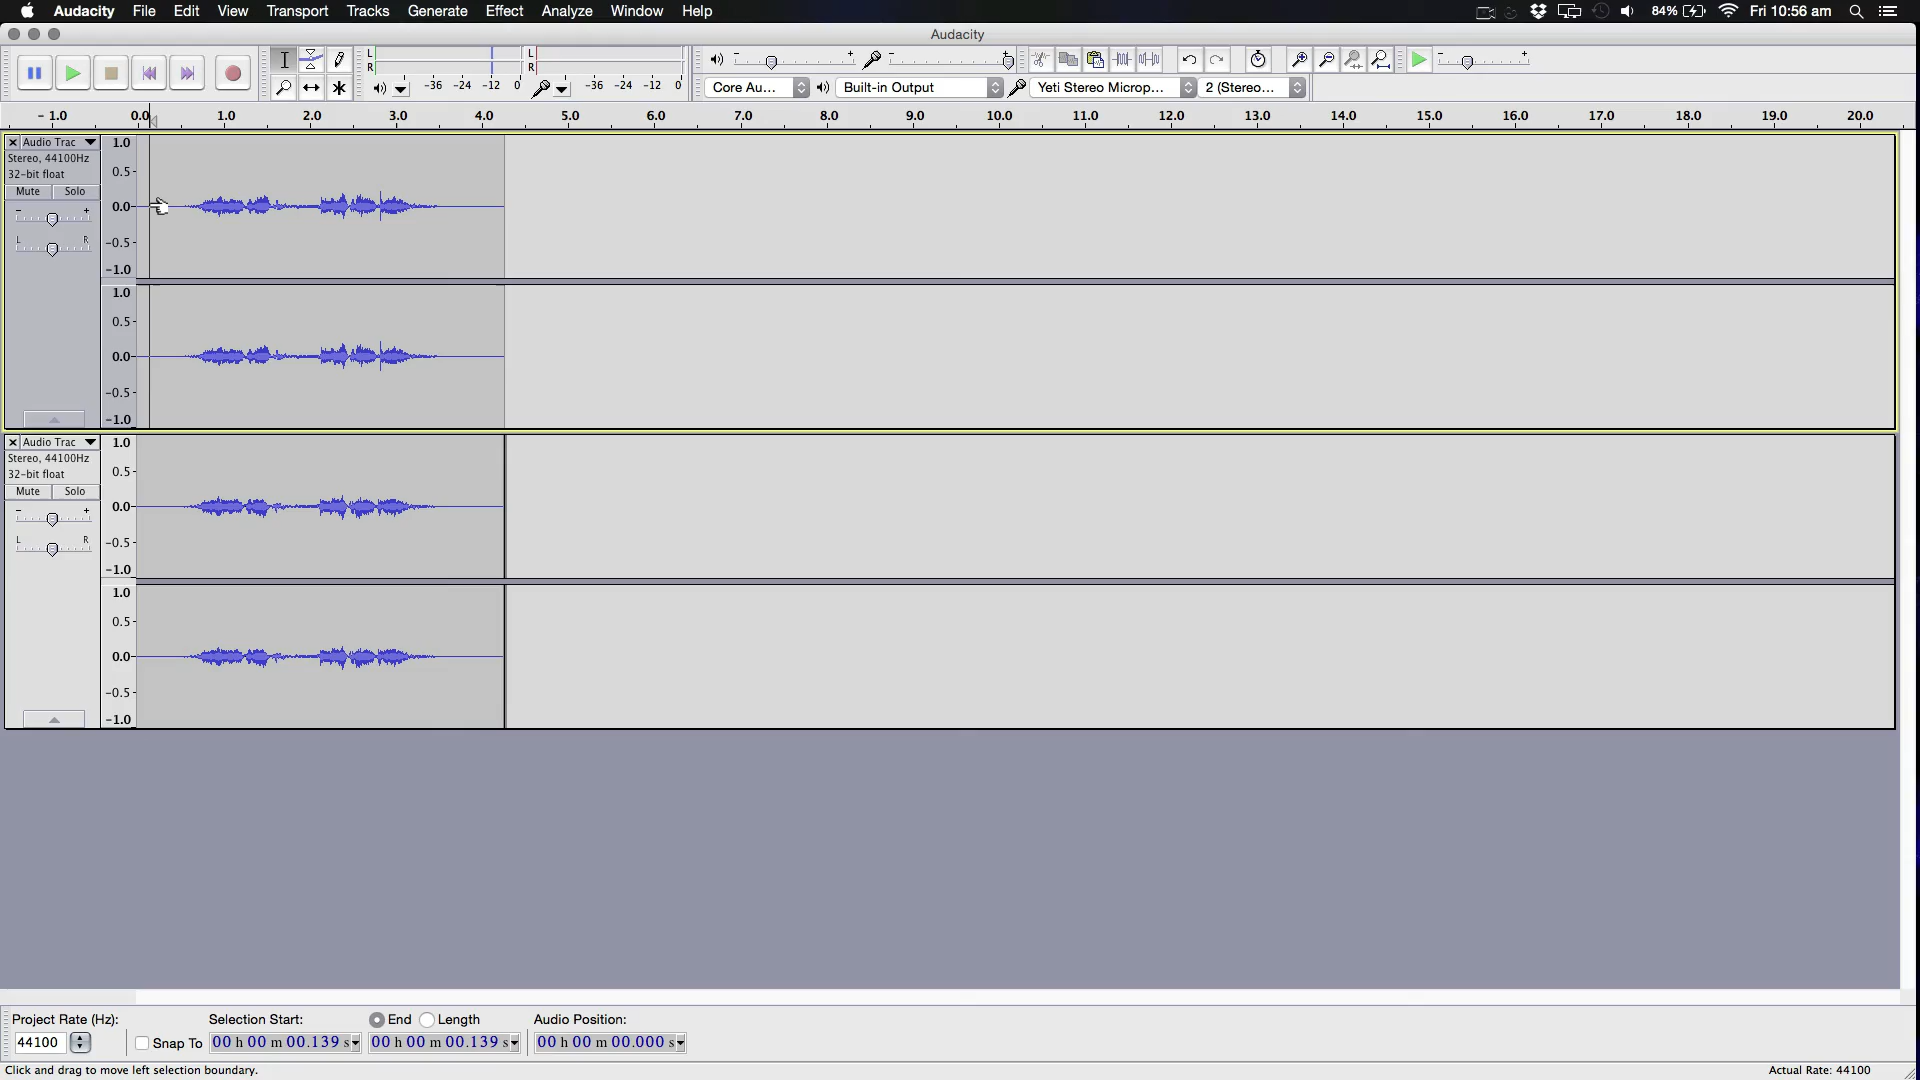 Audacity File Edit View Transport Tracks Generate Effect Analyze Window Help 84% Fri 10:56 am
Audacity
L R -36 -24 -12 0 L R -36 -24 -12 0
Core Au... Built-in Output Yeti Stereo Microp... 2 (Stereo...
- 1.0 0.0 1.0 2.0 3.0 4.0 5.0 6.0 7.0 8.0 9.0 10.0 11.0 12.0 13.0 14.0 15.0 16.0 17.0 18.0 19.0 20.0
Audio Trac
Stereo, 44100Hz
32-bit float
Mute Solo
- +
L R
1.0
0.5-
0.0-
-0.5-
-1.0
1.0
0.5-
0.0-
-0.5-
-1.0
Audio Trac
Stereo, 44100Hz
32-bit float
Mute Solo
- +
L R
1.0
0.5-
0.0-
-0.5-
-1.0
1.0
0.5-
0.0-
-0.5-
-1.0
Project Rate (Hz): Selection Start: End Length Audio Position:
44100 Snap To 00 h 00 m 00.139 s 00 h 00 m 00.139 s 00 h 00 m 00.000 s
Click and drag to move left selection boundary. Actual Rate: 44100